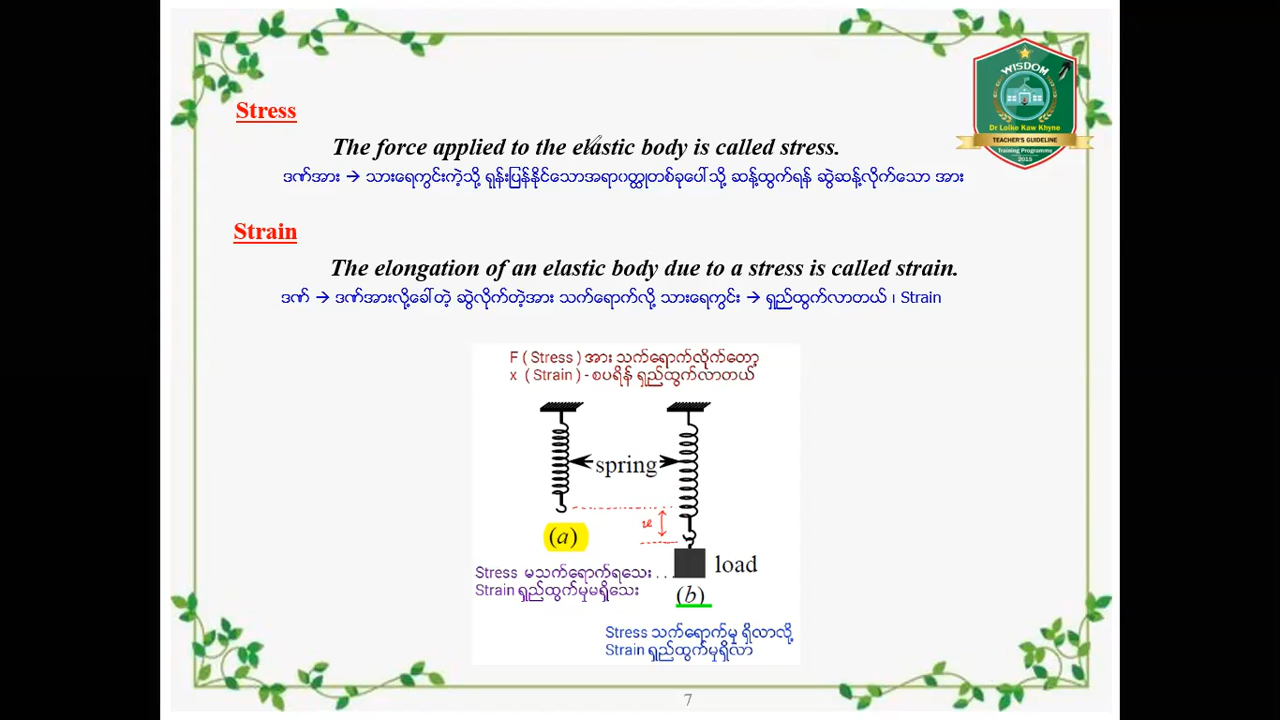 WISDOM
Dr Loike Kaw Khyne
TEACHER'S GUIDELINE
Training Programme
2015
Stress
The force applied to the elastic body is called stress.
ဒဏ်အား → သားရေကွင်းကဲ့သို့ ရုန်းပြန်နိုင်သောအရာဝတ္ထုတစ်ခုပေါ်သို့ ဆန့်ထွက်ရန် ဆွဲဆန့်လိုက်သော အား
Strain
The elongation of an elastic body due to a stress is called strain.
ဒဏ် → ဒဏ်အားလို့ခေါ်တဲ့ ဆွဲလိုက်တဲ့အား သက်ရောက်လို့ သားရေကွင်း → ရှည်ထွက်လာတယ် ၊ Strain
F ( Stress ) အား သက်ရောက်လိုက်တော့
x ( Strain ) - စပရိန် ရှည်ထွက်လာတယ်
spring
x
(a)
load
Stress မသက်ရောက်ရသေး . . .
Strain ရှည်ထွက်မှုမရှိသေး
(b)
Stress သက်ရောက်မှု ရှိလာလို့
Strain ရှည်ထွက်မှုရှိလာ
7